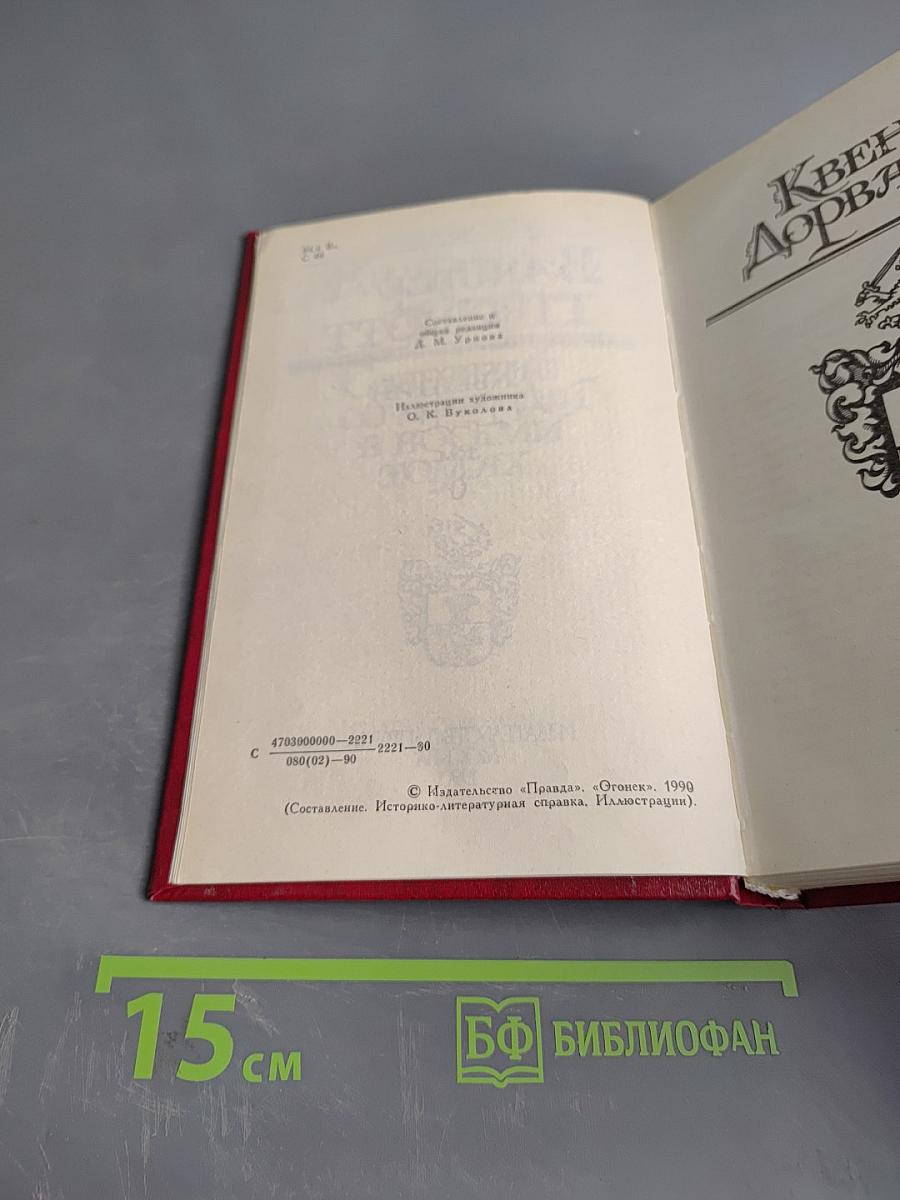 Составление и
общая редакция
Д. М. Урнова
Иллюстрации художника
О. К. Вуколова
С 4703000000—2221 2221—90
080(02)—90
© Издательство «Правда». «Огонек». 1990
(Составление. Историко-литературная справка. Иллюстрации).
КВЕН
ДОРВА
15 см
БФ БИБЛИОФАН